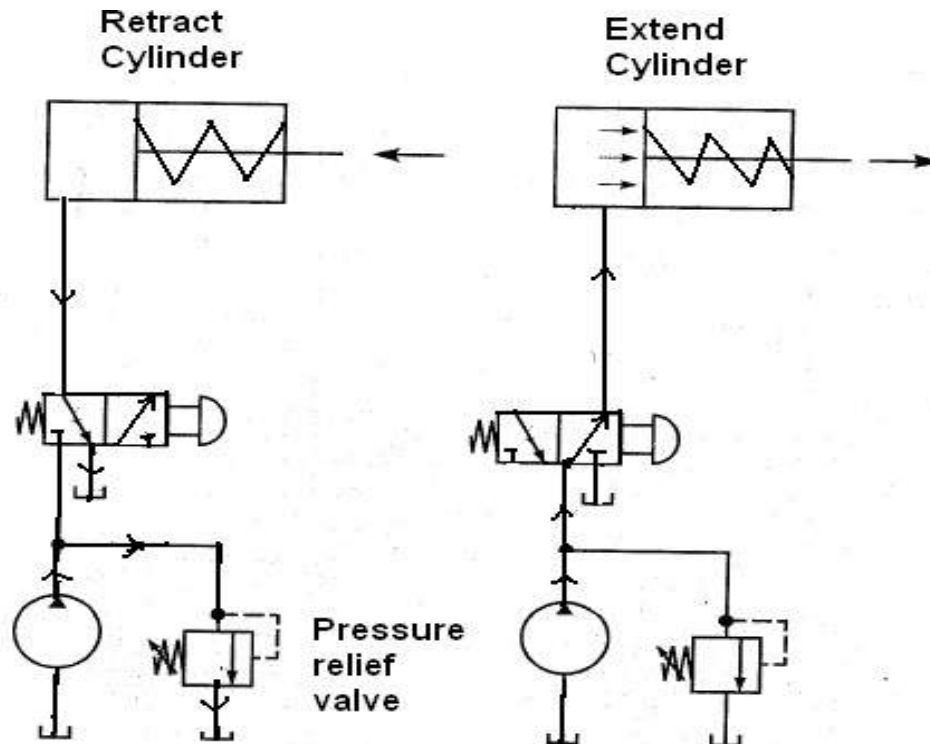 Retract
Cylinder
Extend
Cylinder
Pressure
relief
valve